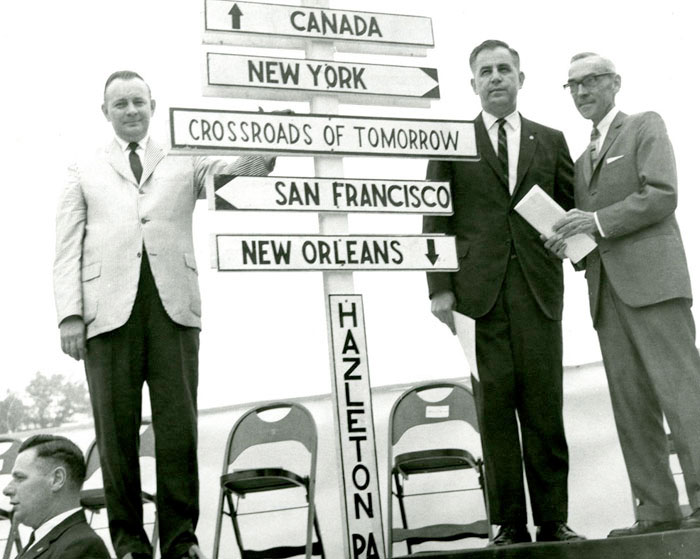 ↑ CANADA
NEW YORK →
CROSSROADS OF TOMORROW
← SAN FRANCISCO
NEW ORLEANS ↓
HAZLETON PA